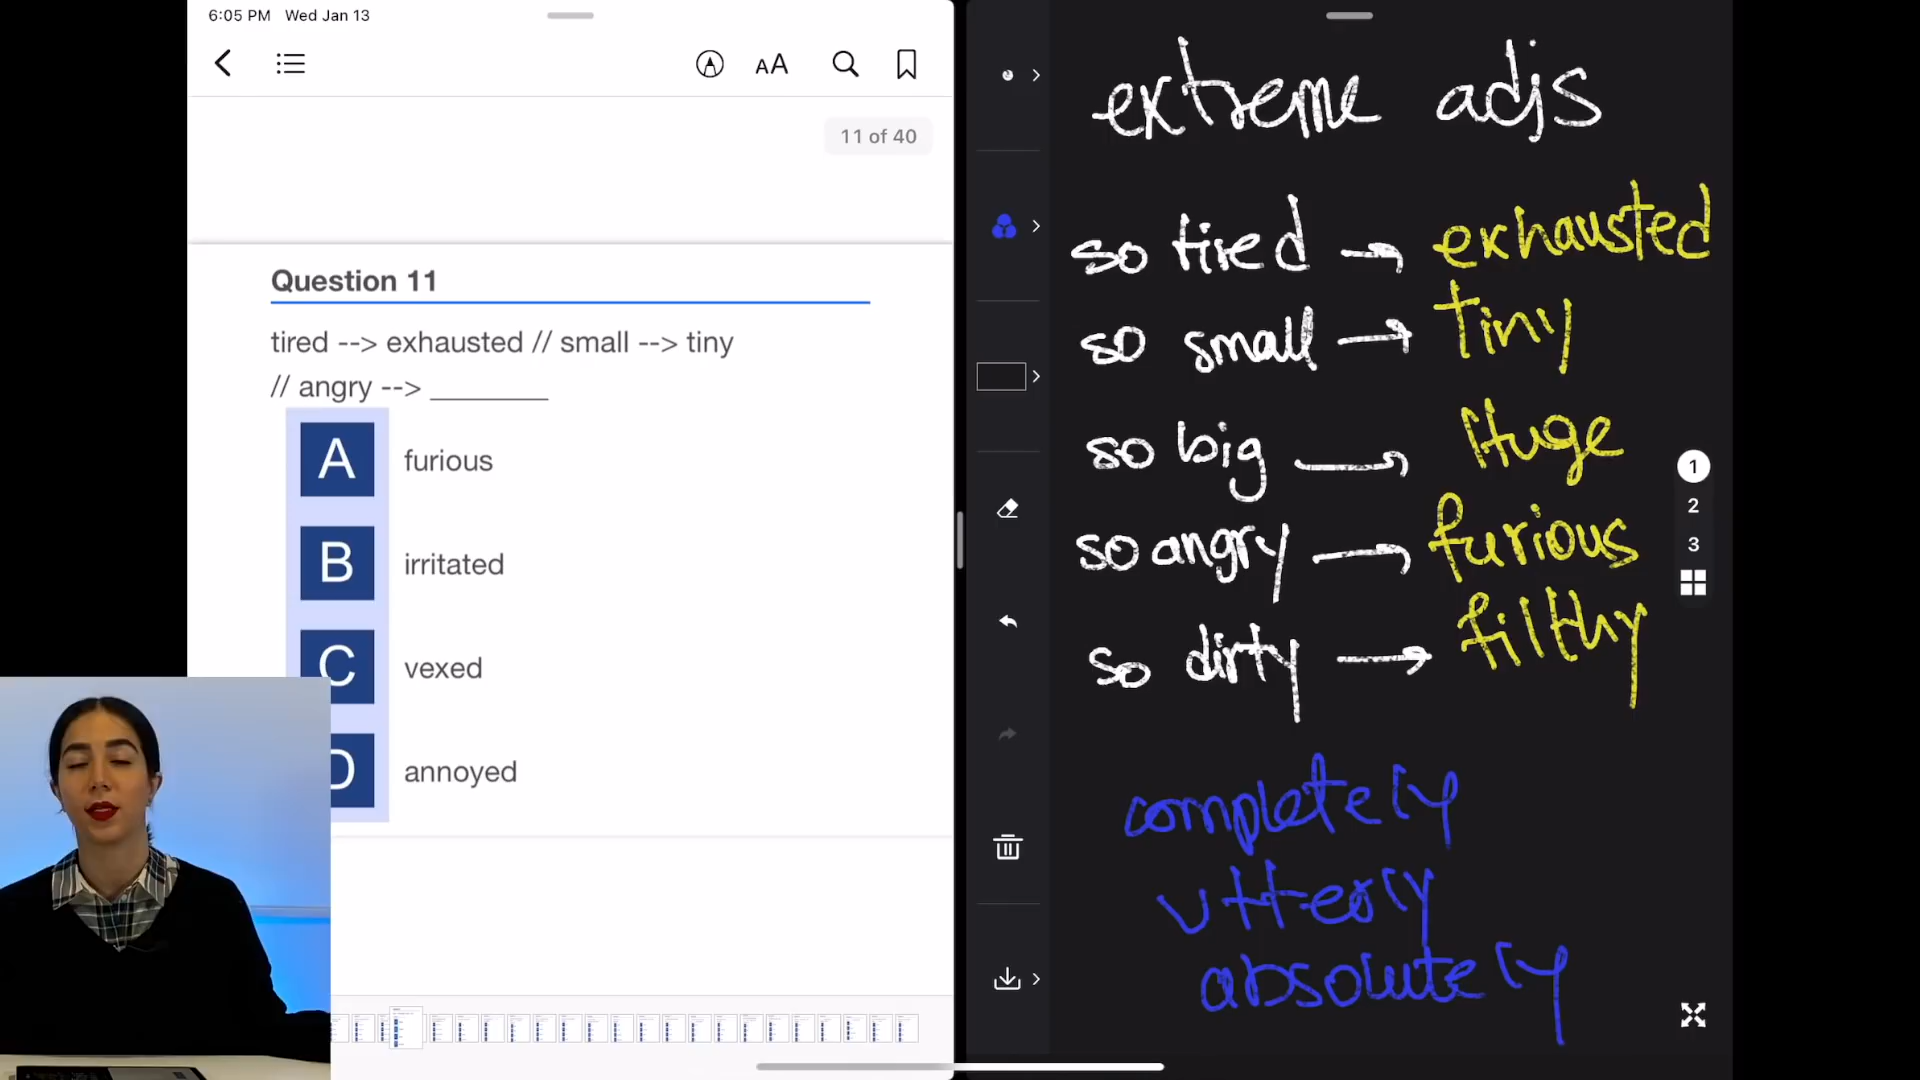 6:05 PM Wed Jan 13
AA
11 of 40
Question 11
tired --> exhausted // small --> tiny
// angry --> ________
A furious
B irritated
C vexed
D annoyed
extreme adjs
so tired → exhausted
so small → tiny
so big → Huge
so angry → furious
so dirty → filthy
completely
utterly
absolutely
1
2
3